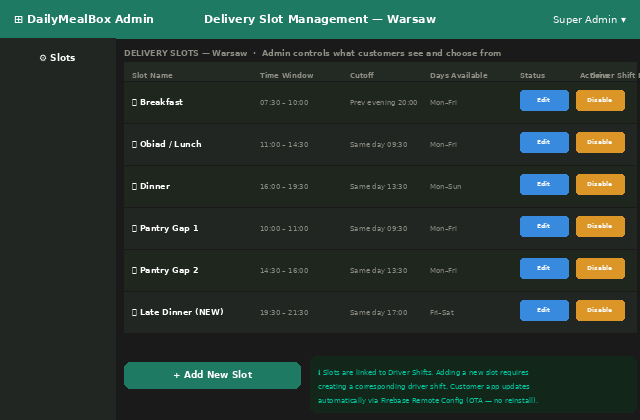 ⊞ DailyMealBox Admin
Delivery Slot Management — Warsaw
Super Admin ▾
⚙ Slots
DELIVERY SLOTS — Warsaw • Admin controls what customers see and choose from
Slot Name Time Window Cutoff Days Available Status Driver Shift
Breakfast 07:30 – 10:00 Prev evening 20:00 Mon–Fri Edit Disable
Obiad / Lunch 11:00 – 14:30 Same day 09:30 Mon–Fri Edit Disable
Dinner 16:00 – 19:30 Same day 13:30 Mon–Sun Edit Disable
Pantry Gap 1 10:00 – 11:00 Same day 09:30 Mon–Fri Edit Disable
Pantry Gap 2 14:30 – 16:00 Same day 13:30 Mon–Fri Edit Disable
Late Dinner (NEW) 19:30 – 21:30 Same day 17:00 Fri–Sat Edit Disable
+ Add New Slot
ℹ Slots are linked to Driver Shifts. Adding a new slot requires
creating a corresponding driver shift. Customer app updates
automatically via Firebase Remote Config (OTA — no reinstall).